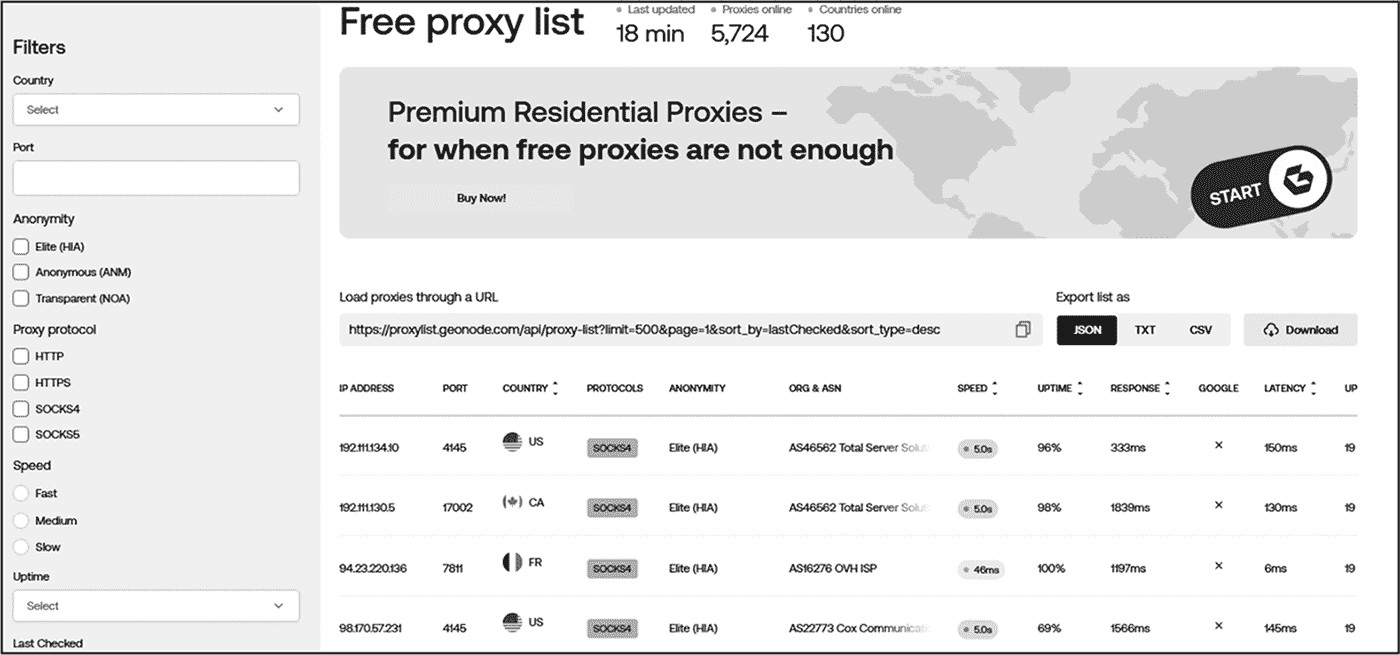 Filters
Country
Select
Port
Anonymity
Elite (HIA)
Anonymous (ANM)
Transparent (NOA)
Proxy protocol
HTTP
HTTPS
SOCKS4
SOCKS5
Speed
Fast
Medium
Slow
Uptime
Select
Last Checked
Free proxy list
Last updated Proxies online Countries online
18 min 5,724 130
Premium Residential Proxies –
for when free proxies are not enough
Buy Now!
START
Load proxies through a URL
https://proxylist.geonode.com/api/proxy-list?limit=500&page=1&sort_by=lastChecked&sort_type=desc
Export list as
JSON TXT CSV Download
IP ADDRESS PORT COUNTRY PROTOCOLS ANONYMITY ORG & ASN SPEED UPTIME RESPONSE GOOGLE LATENCY UP
192.111.134.10 4145 US SOCKS4 Elite (HIA) AS46562 Total Server Soluti 5.0s 96% 333ms × 150ms 19
192.111.130.5 17002 CA SOCKS4 Elite (HIA) AS46562 Total Server Soluti 5.0s 98% 1839ms × 130ms 19
94.23.220.136 7811 FR SOCKS4 Elite (HIA) AS16276 OVH ISP 46ms 100% 1197ms × 6ms 19
98.170.57.231 4145 US SOCKS4 Elite (HIA) AS22773 Cox Communicati 5.0s 69% 1566ms × 145ms 19